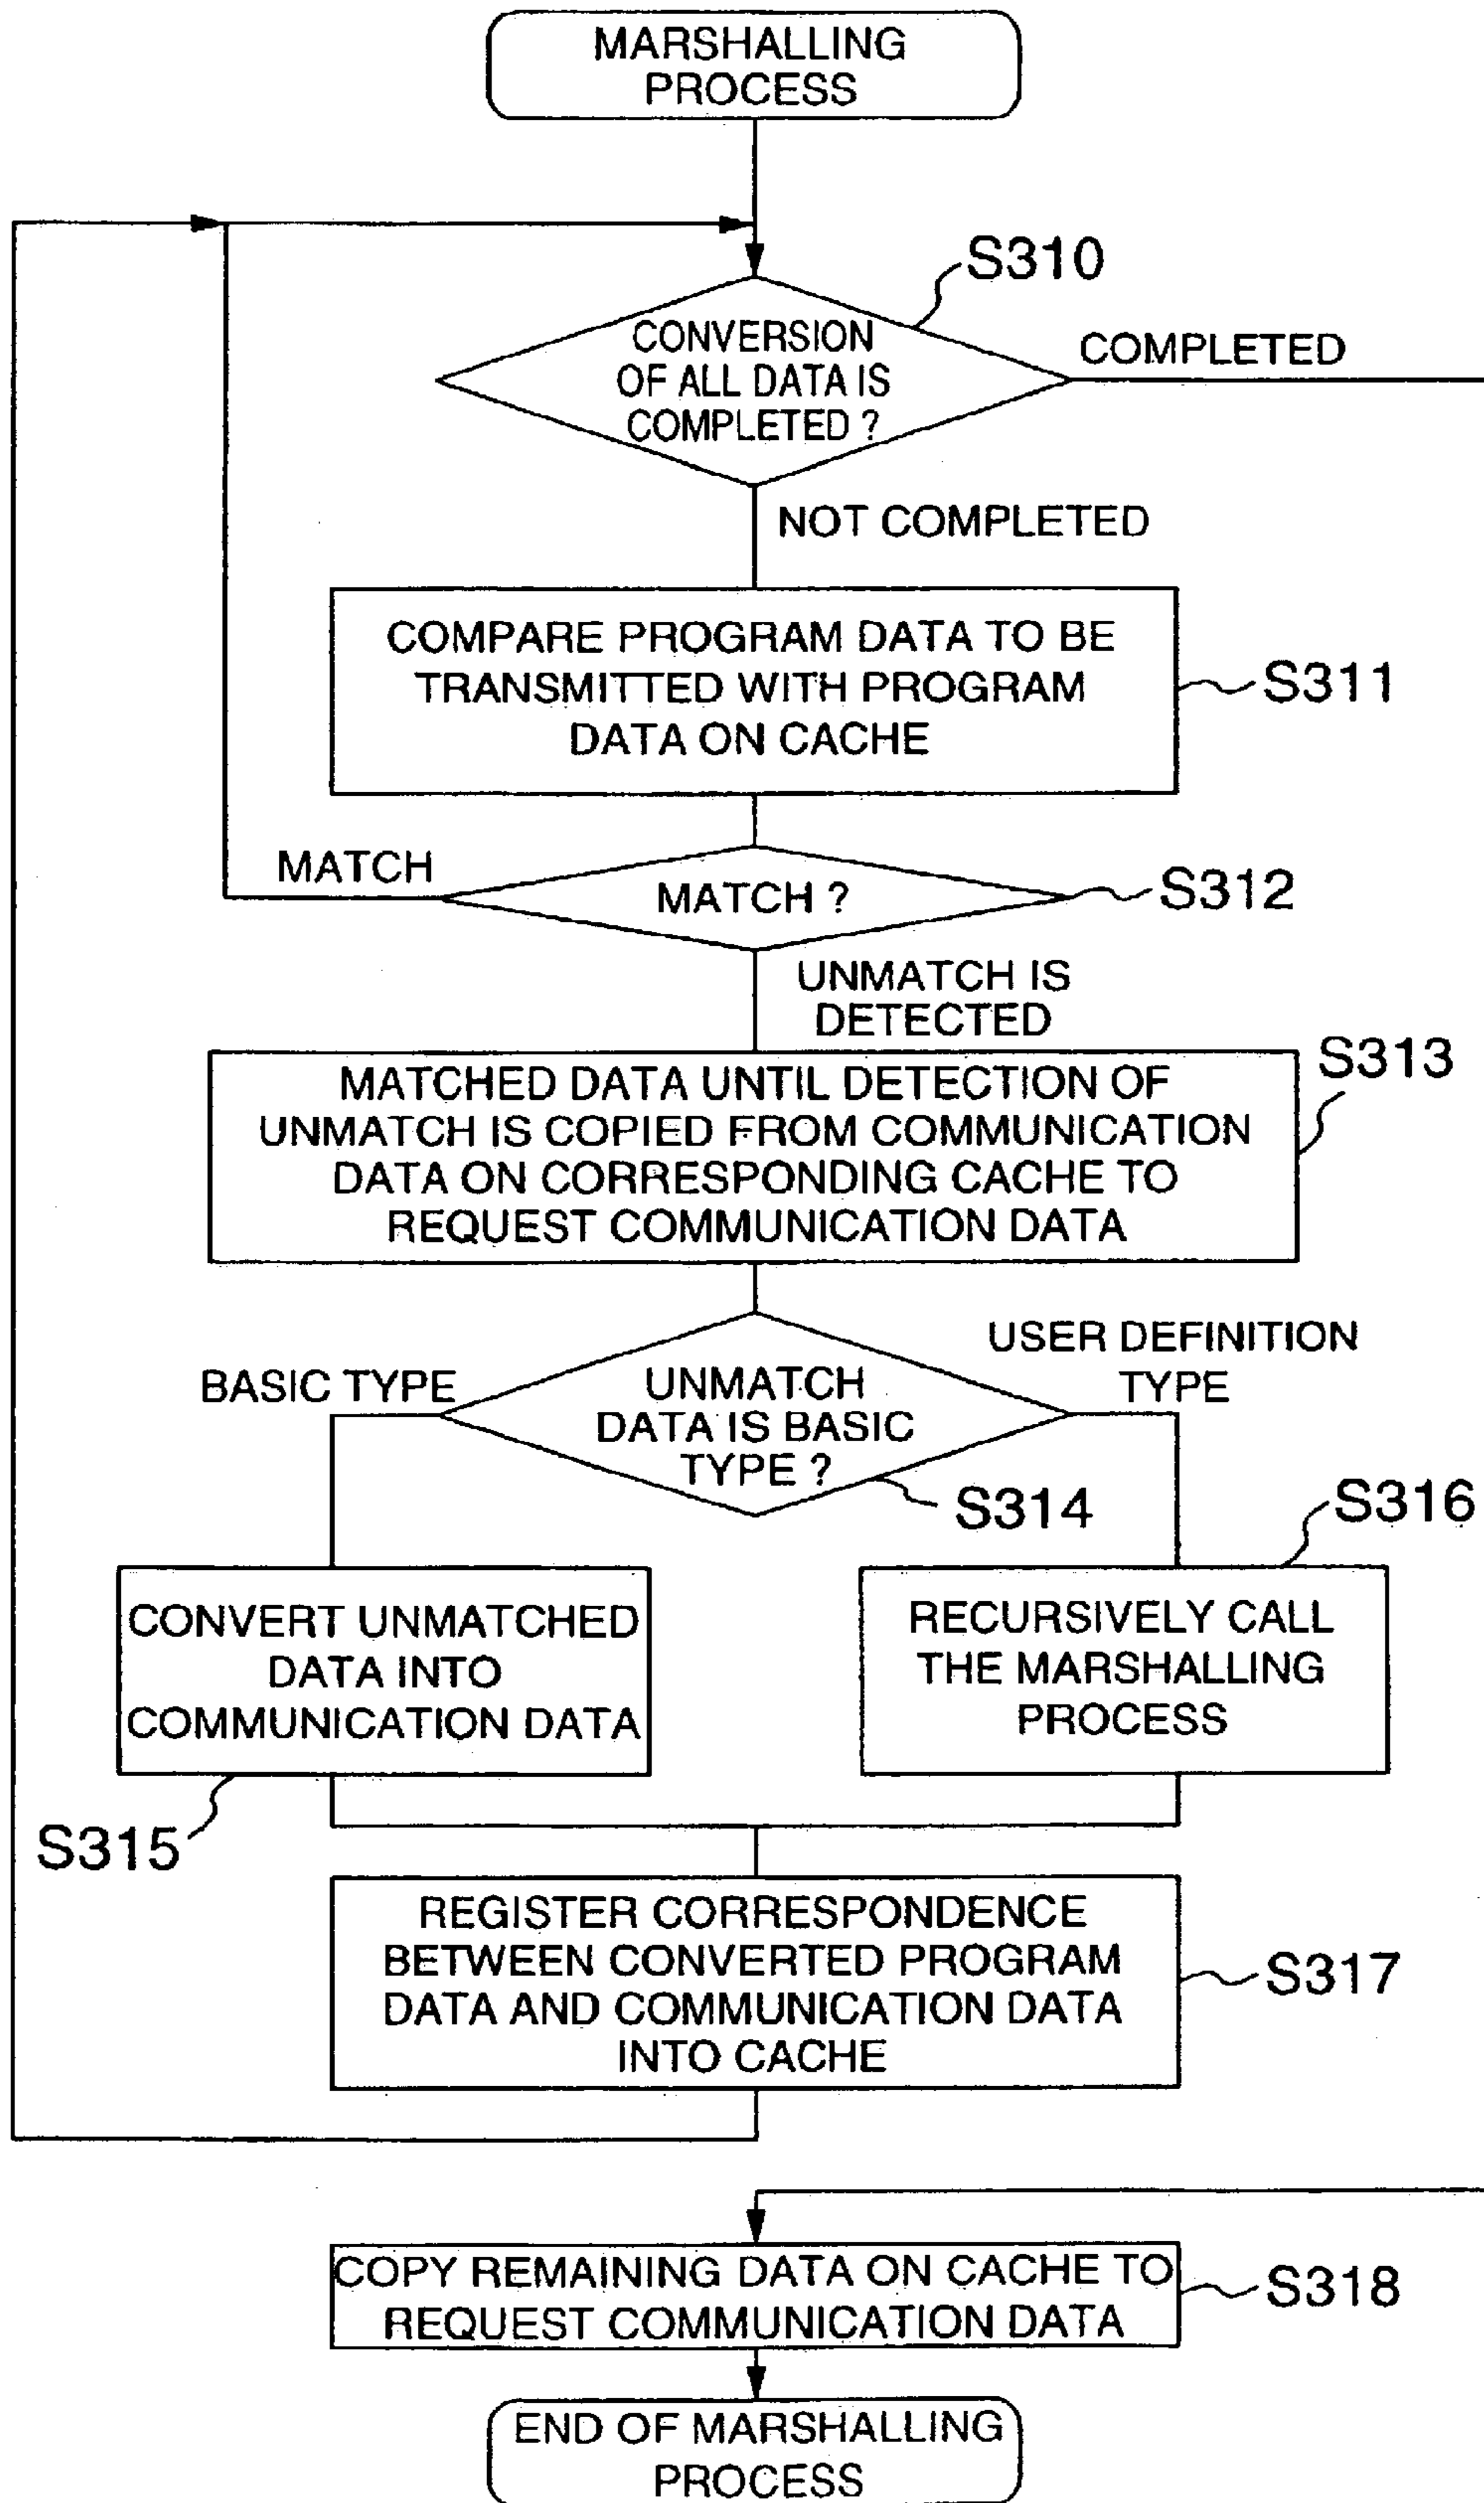 MARSHALLING
PROCESS
S310
CONVERSION
OF ALL DATA IS
COMPLETED ?
COMPLETED
NOT COMPLETED
COMPARE PROGRAM DATA TO BE
TRANSMITTED WITH PROGRAM
DATA ON CACHE
S311
MATCH
MATCH ?
S312
UNMATCH IS
DETECTED
S313
MATCHED DATA UNTIL DETECTION OF
UNMATCH IS COPIED FROM COMMUNICATION
DATA ON CORRESPONDING CACHE TO
REQUEST COMMUNICATION DATA
BASIC TYPE
UNMATCH
DATA IS BASIC
TYPE ?
USER DEFINITION
TYPE
S314
S316
CONVERT UNMATCHED
DATA INTO
COMMUNICATION DATA
RECURSIVELY CALL
THE MARSHALLING
PROCESS
S315
REGISTER CORRESPONDENCE
BETWEEN CONVERTED PROGRAM
DATA AND COMMUNICATION DATA
INTO CACHE
S317
COPY REMAINING DATA ON CACHE TO
REQUEST COMMUNICATION DATA
S318
END OF MARSHALLING
PROCESS